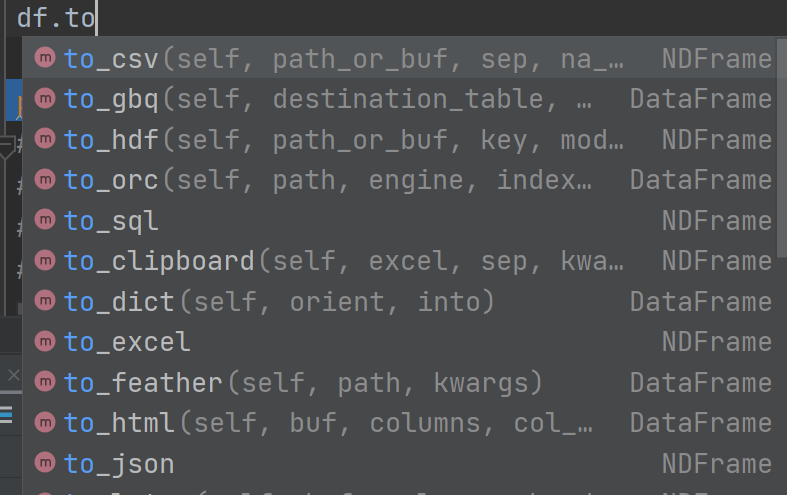 df.to
to_csv(self, path_or_buf, sep, na_… NDFrame
to_gbq(self, destination_table, … DataFrame
to_hdf(self, path_or_buf, key, mod… NDFrame
to_orc(self, path, engine, index… DataFrame
to_sql NDFrame
to_clipboard(self, excel, sep, kwa… NDFrame
to_dict(self, orient, into) DataFrame
to_excel NDFrame
to_feather(self, path, kwargs) DataFrame
to_html(self, buf, columns, col_… DataFrame
to_json NDFrame